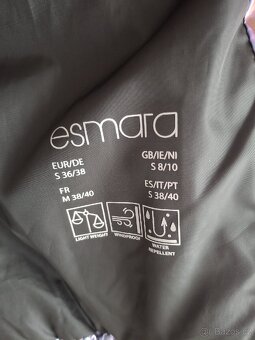 esmara
EUR/DE
S 36/38
GB/IE/NI
S 8/10
FR
M 38/40
ES/IT/PT
S 38/40
LIGHT WEIGHT
WINDPROOF
WATER
REPELLENT